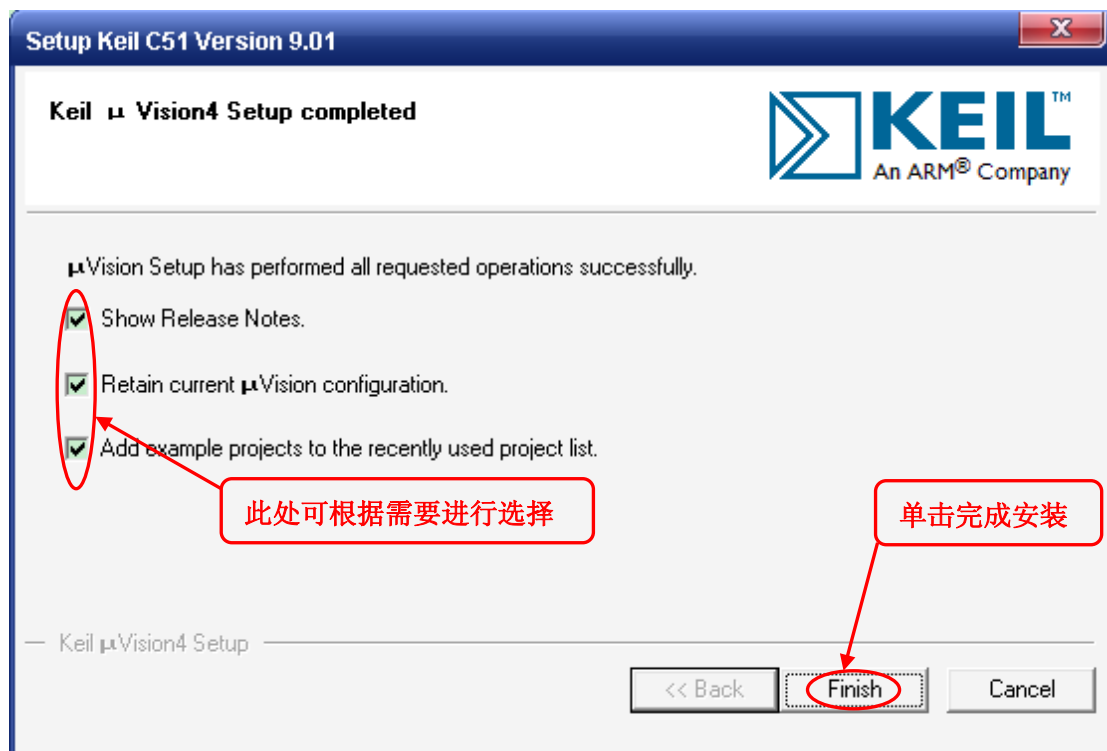 Setup Keil C51 Version 9.01
X
Keil μ Vision4 Setup completed
KEIL™
An ARM® Company
μVision Setup has performed all requested operations successfully.
Show Release Notes.
Retain current μVision configuration.
Add example projects to the recently used project list.
此处可根据需要进行选择
单击完成安装
Keil μVision4 Setup
<< Back
Finish
Cancel